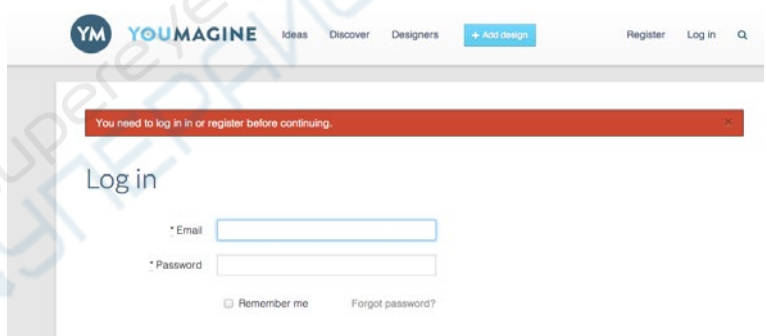 YM YOUMAGINE Ideas Discover Designers + Add design Register Log in
You need to log in in or register before continuing. ×
Log in
* Email
* Password
Remember me Forgot password?